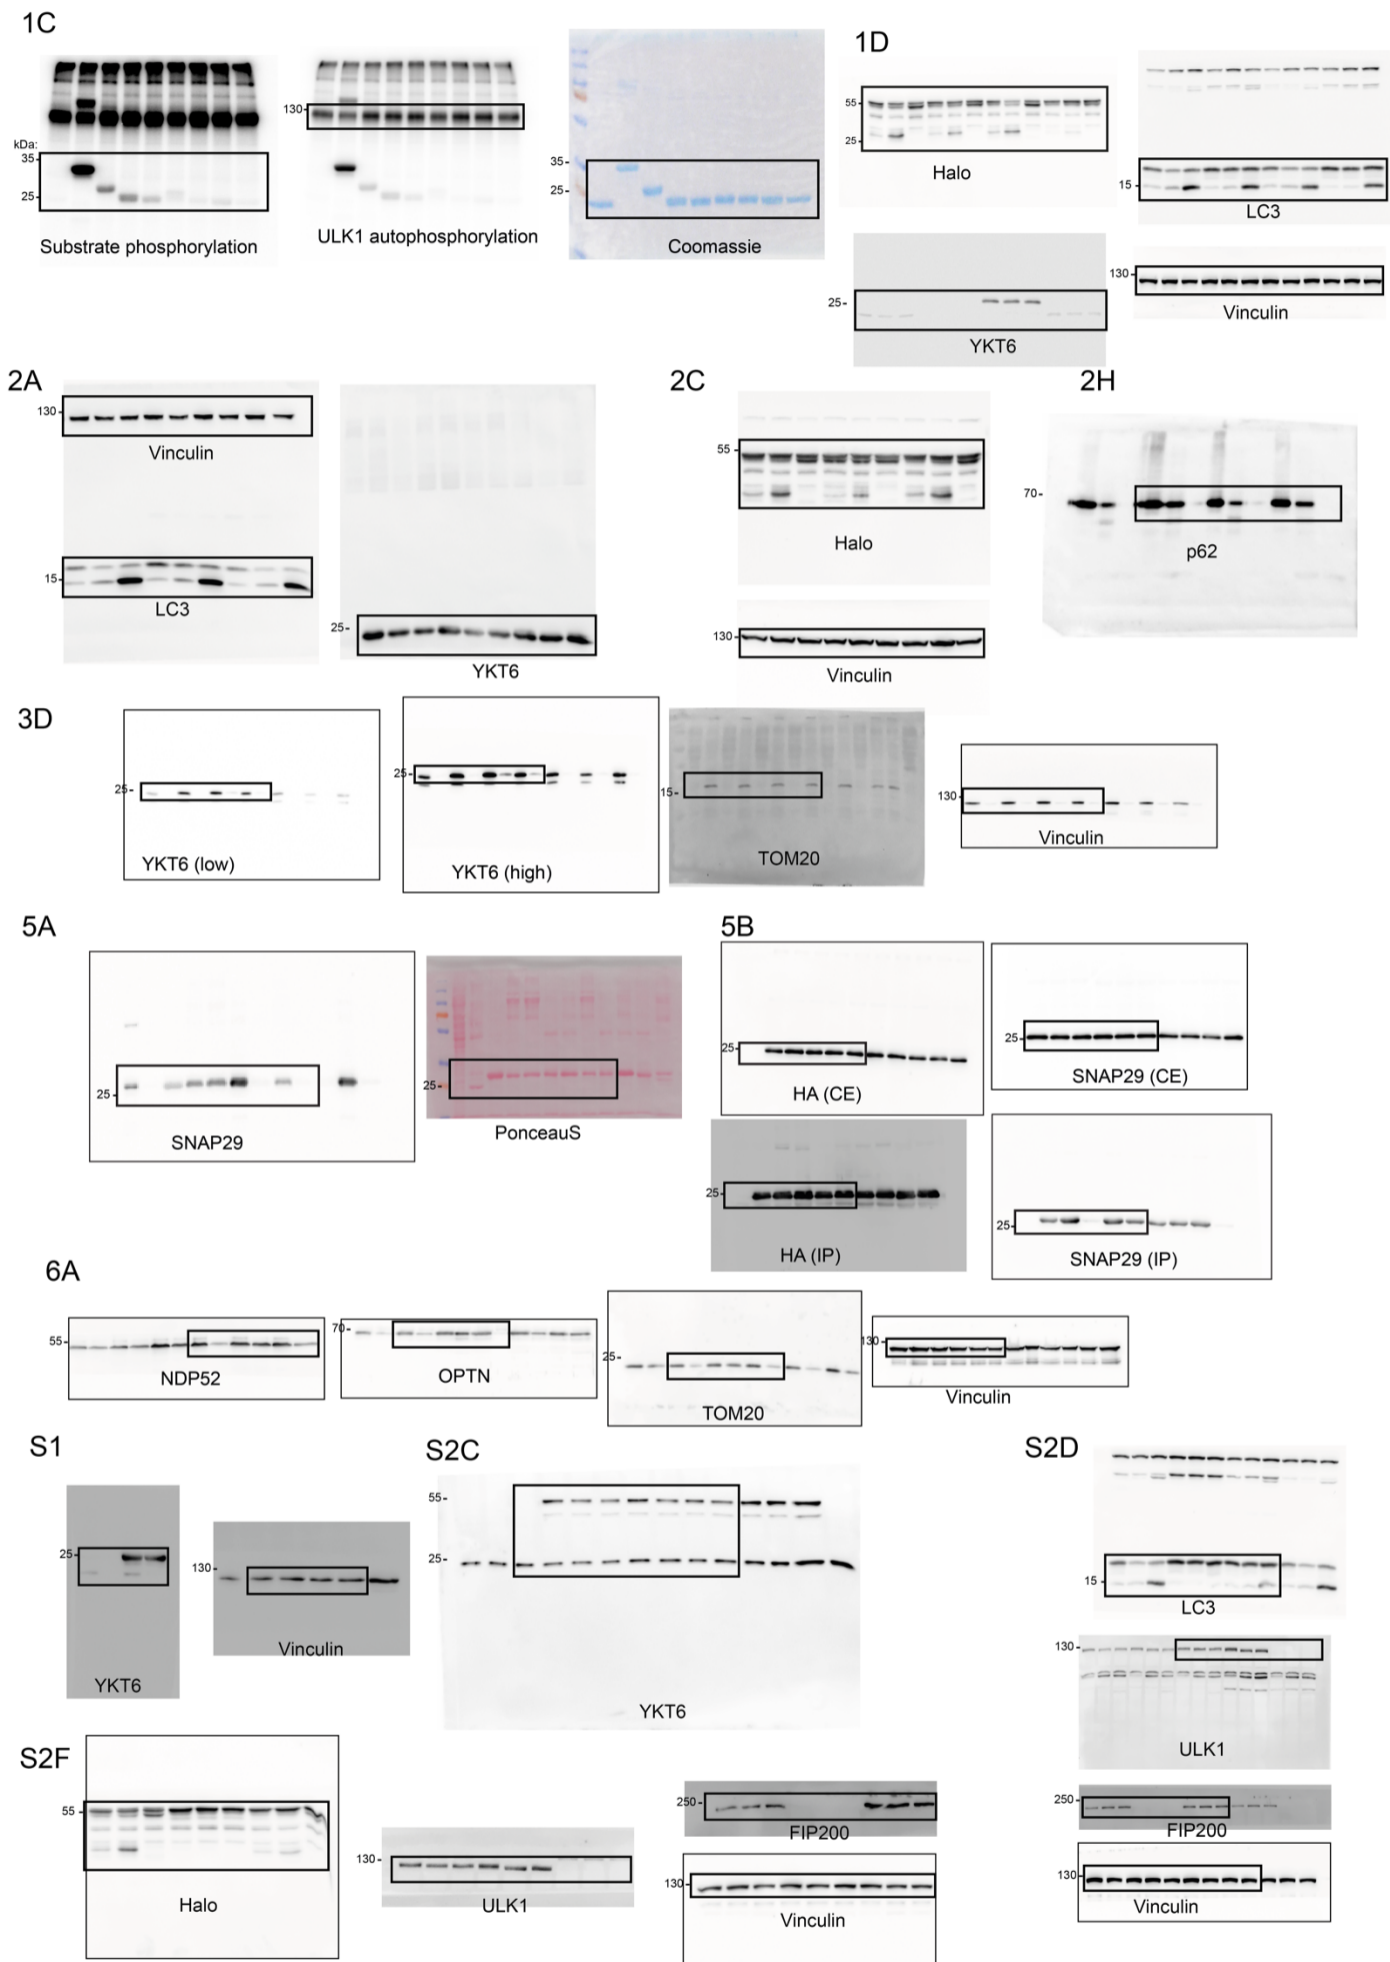 1C
kDa:
35-
25-
Substrate phosphorylation
130-
ULK1 autophosphorylation
35-
25-
Coomassie
1D
55-
25-
Halo
15-
LC3
25-
YKT6
130-
Vinculin
2A
130-
Vinculin
15-
LC3
25-
YKT6
2C
55-
Halo
130-
Vinculin
2H
70-
p62
3D
25-
YKT6 (low)
25-
YKT6 (high)
15-
TOM20
130-
Vinculin
5A
25-
SNAP29
25-
PonceauS
5B
25-
HA (CE)
25-
SNAP29 (CE)
25-
HA (IP)
25-
SNAP29 (IP)
6A
55-
NDP52
70-
OPTN
25-
TOM20
130-
Vinculin
S1
25-
YKT6
130-
Vinculin
S2C
55-
25-
YKT6
S2D
15-
LC3
130-
ULK1
250-
FIP200
130-
Vinculin
S2F
55-
Halo
130-
ULK1
250-
FIP200
130-
Vinculin